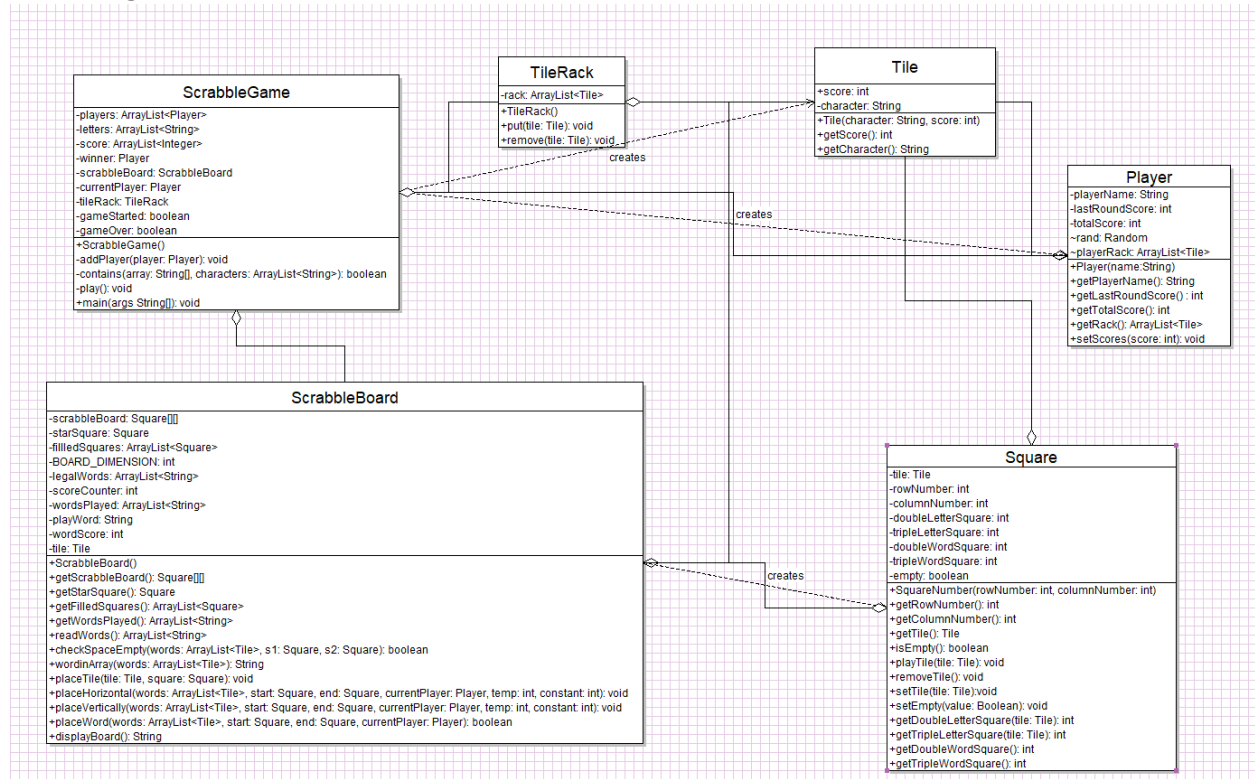 ScrabbleGame
-players: ArrayList<Player>
-letters: ArrayList<String>
-score: ArrayList<Integer>
-winner: Player
-scrabbleBoard: ScrabbleBoard
-currentPlayer: Player
-tileRack: TileRack
-gameStarted: boolean
-gameOver: boolean
+ScrabbleGame()
-addPlayer(player: Player): void
-contains(array: String[], characters: ArrayList<String>): boolean
-play(): void
+main(args String[]): void
TileRack
-rack: ArrayList<Tile>
+TileRack()
+put(tile: Tile): void
+remove(tile: Tile): void
creates
Tile
+score: int
-character: String
+Tile(character: String, score: int)
+getScore(): int
+getCharacter(): String
Player
-playerName: String
-lastRoundScore: int
-totalScore: int
~rand: Random
~playerRack: ArrayList<Tile>
+Player(name:String)
+getPlayerName(): String
+getLastRoundScore() : int
+getTotalScore(): int
+getRack(): ArrayList<Tile>
+setScores(score: int): void
creates
ScrabbleBoard
-scrabbleBoard: Square[][]
-starSquare: Square
-fillledSquares: ArrayList<Square>
-BOARD_DIMENSION: int
-legalWords: ArrayList<String>
-scoreCounter: int
-wordsPlayed: ArrayList<String>
-playWord: String
-wordScore: int
-tile: Tile
+ScrabbleBoard()
+getScrabbleBoard(): Square[][]
+getStarSquare(): Square
+getFilledSquares(): ArrayList<Square>
+getWordsPlayed(): ArrayList<String>
+readWords(): ArrayList<String>
+checkSpaceEmpty(words: ArrayList<Tile>, s1: Square, s2: Square): boolean
+wordinArray(words: ArrayList<Tile>): String
+placeTile(tile: Tile, square: Square): void
+placeHorizontal(words: ArrayList<Tile>, start: Square, end: Square, currentPlayer: Player, temp: int, constant: int): void
+placeVertically(words: ArrayList<Tile>, start: Square, end: Square, currentPlayer: Player, temp: int, constant: int): void
+placeWord(words: ArrayList<Tile>, start: Square, end: Square, currentPlayer: Player): boolean
+displayBoard(): String
creates
Square
-tile: Tile
-rowNumber: int
-columnNumber: int
-doubleLetterSquare: int
-tripleLetterSquare: int
-doubleWordSquare: int
-tripleWordSquare: int
-empty: boolean
+SquareNumber(rowNumber: int, columnNumber: int)
+getRowNumber(): int
+getColumnNumber(): int
+getTile(): Tile
+isEmpty(): boolean
+playTile(tile: Tile): void
+removeTile(): void
+setTile(tile: Tile):void
+setEmpty(value: Boolean): void
+getDoubleLetterSquare(tile: Tile): int
+getTripleLetterSquare(tile: Tile): int
+getDoubleWordSquare(): int
+getTripleWordSquare(): int